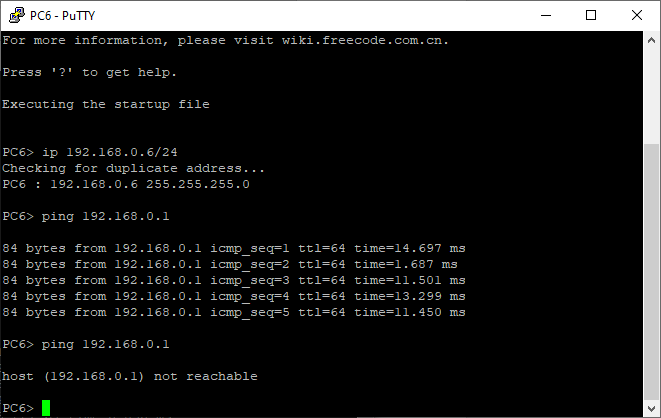 PC6 - PuTTY
For more information, please visit wiki.freecode.com.cn.
Press '?' to get help.
Executing the startup file
PC6> ip 192.168.0.6/24
Checking for duplicate address...
PC6 : 192.168.0.6 255.255.255.0
PC6> ping 192.168.0.1
84 bytes from 192.168.0.1 icmp_seq=1 ttl=64 time=14.697 ms
84 bytes from 192.168.0.1 icmp_seq=2 ttl=64 time=1.687 ms
84 bytes from 192.168.0.1 icmp_seq=3 ttl=64 time=11.501 ms
84 bytes from 192.168.0.1 icmp_seq=4 ttl=64 time=13.299 ms
84 bytes from 192.168.0.1 icmp_seq=5 ttl=64 time=11.450 ms
PC6> ping 192.168.0.1
host (192.168.0.1) not reachable
PC6>